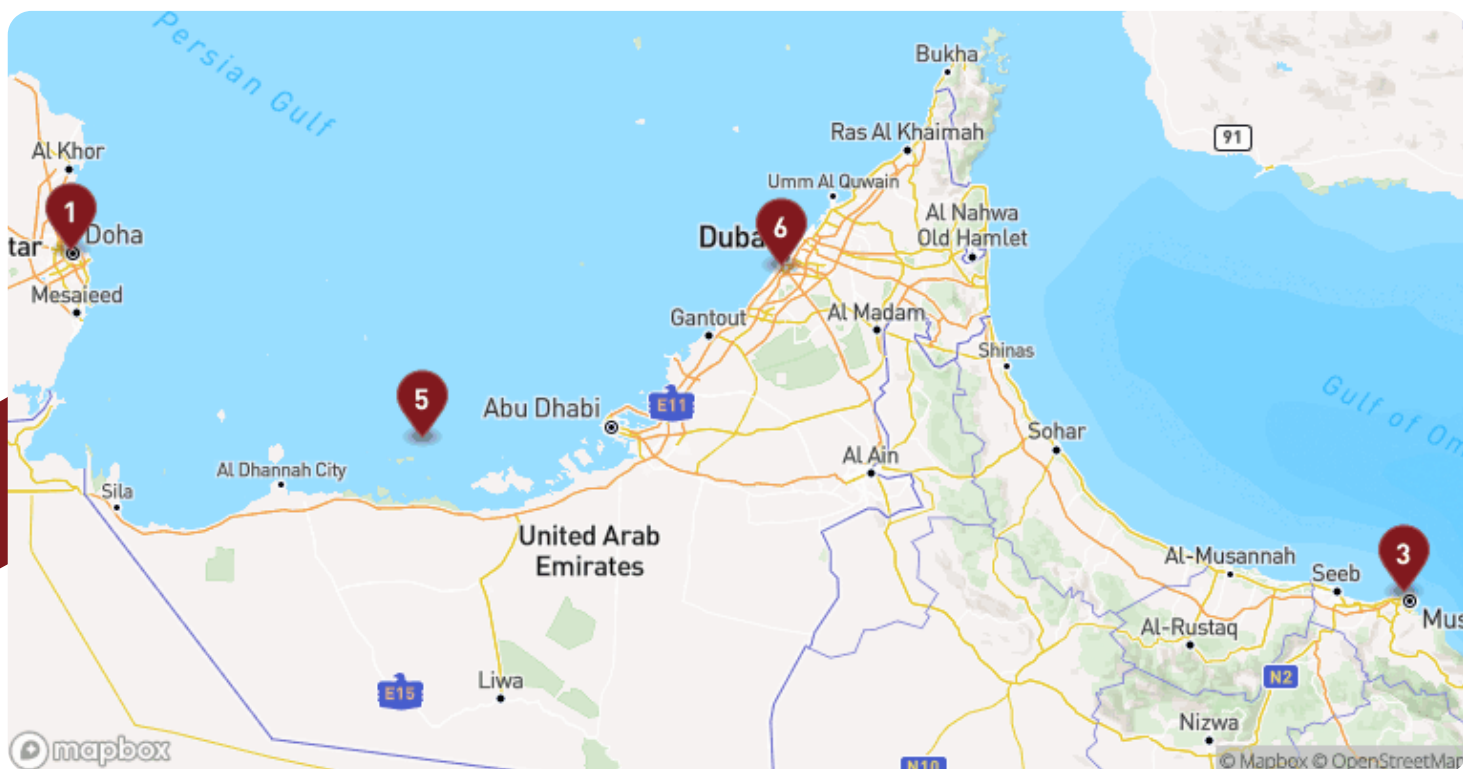 Persian Gulf
Bukha
Ras Al Khaimah
91
Al Khor
Umm Al Quwain
1
Doha
tar
6
Duba
Al Nahwa
Old Hamlet
Mesaieed
Gantout
Al Madam
Shinas
5
Abu Dhabi
E11
Gulf of Om
Sohar
Al Ain
Al Dhannah City
Sila
United Arab
Emirates
Al-Musannah
3
Seeb
Mus
Al-Rustaq
Liwa
E15
N2
Nizwa
mapbox
N10
© Mapbox © OpenStreetMap